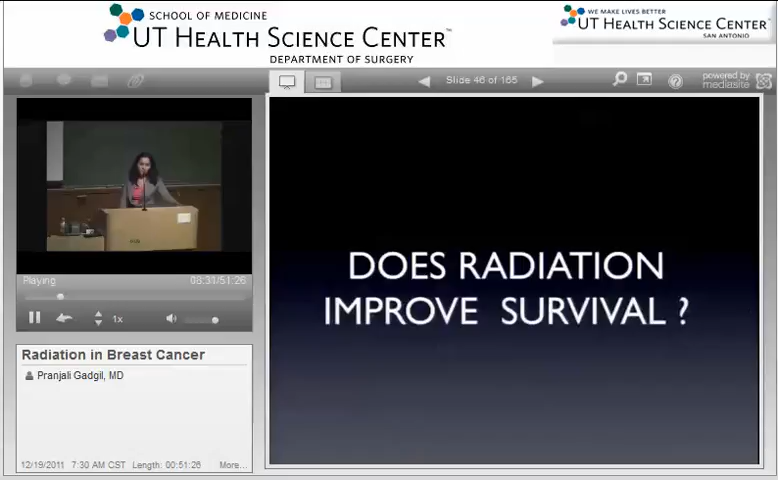 SCHOOL OF MEDICINE
UT HEALTH SCIENCE CENTER™
DEPARTMENT OF SURGERY
WE MAKE LIVES BETTER
UT HEALTH SCIENCE CENTER
SAN ANTONIO
Slide 46 of 165
powered by
mediasite
DOES RADIATION
IMPROVE SURVIVAL ?
Playing
08:31/51:26
1x
Radiation in Breast Cancer
Pranjali Gadgil, MD
12/19/2011 7:30 AM CST Length: 00:51:26 More...